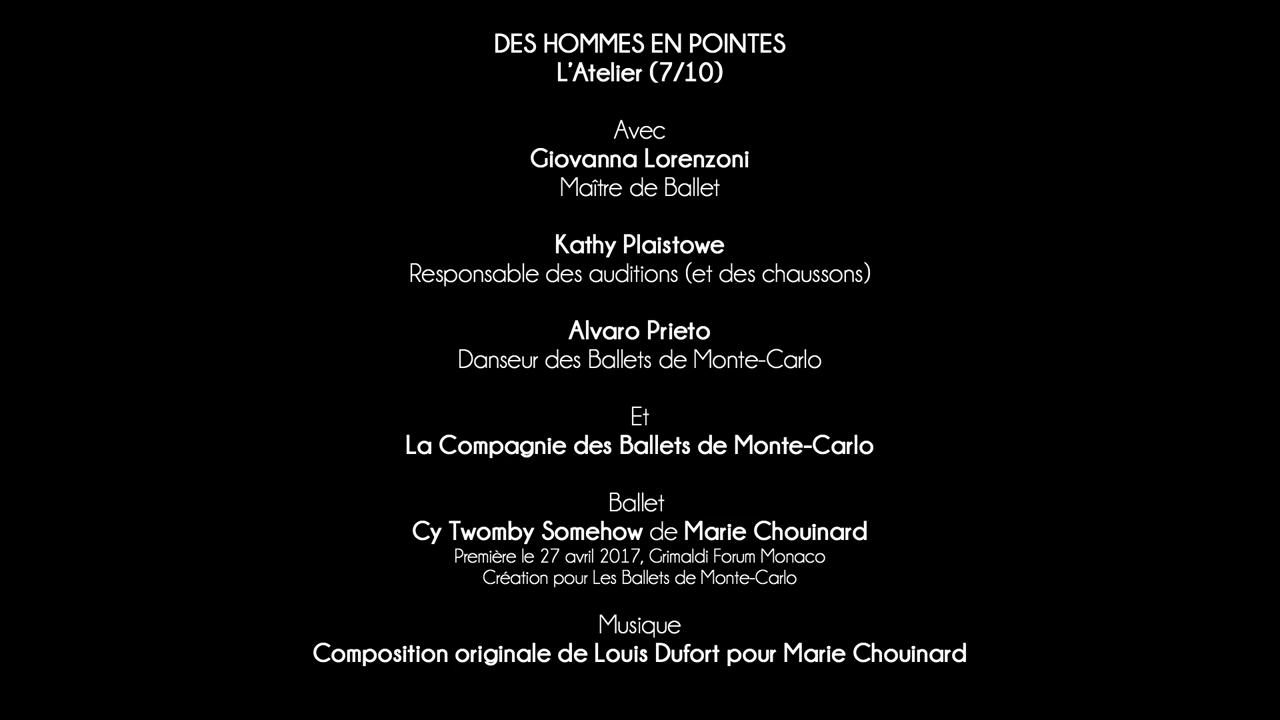 DES HOMMES EN POINTES
L'Atelier (7/10)
Avec
Giovanna Lorenzoni
Maître de Ballet
Kathy Plaistowe
Responsable des auditions (et des chaussons)
Alvaro Prieto
Danseur des Ballets de Monte-Carlo
Et
La Compagnie des Ballets de Monte-Carlo
Ballet
Cy Twomby Somehow de Marie Chouinard
Première le 27 avril 2017, Grimaldi Forum Monaco
Création pour Les Ballets de Monte-Carlo
Musique
Composition originale de Louis Dufort pour Marie Chouinard